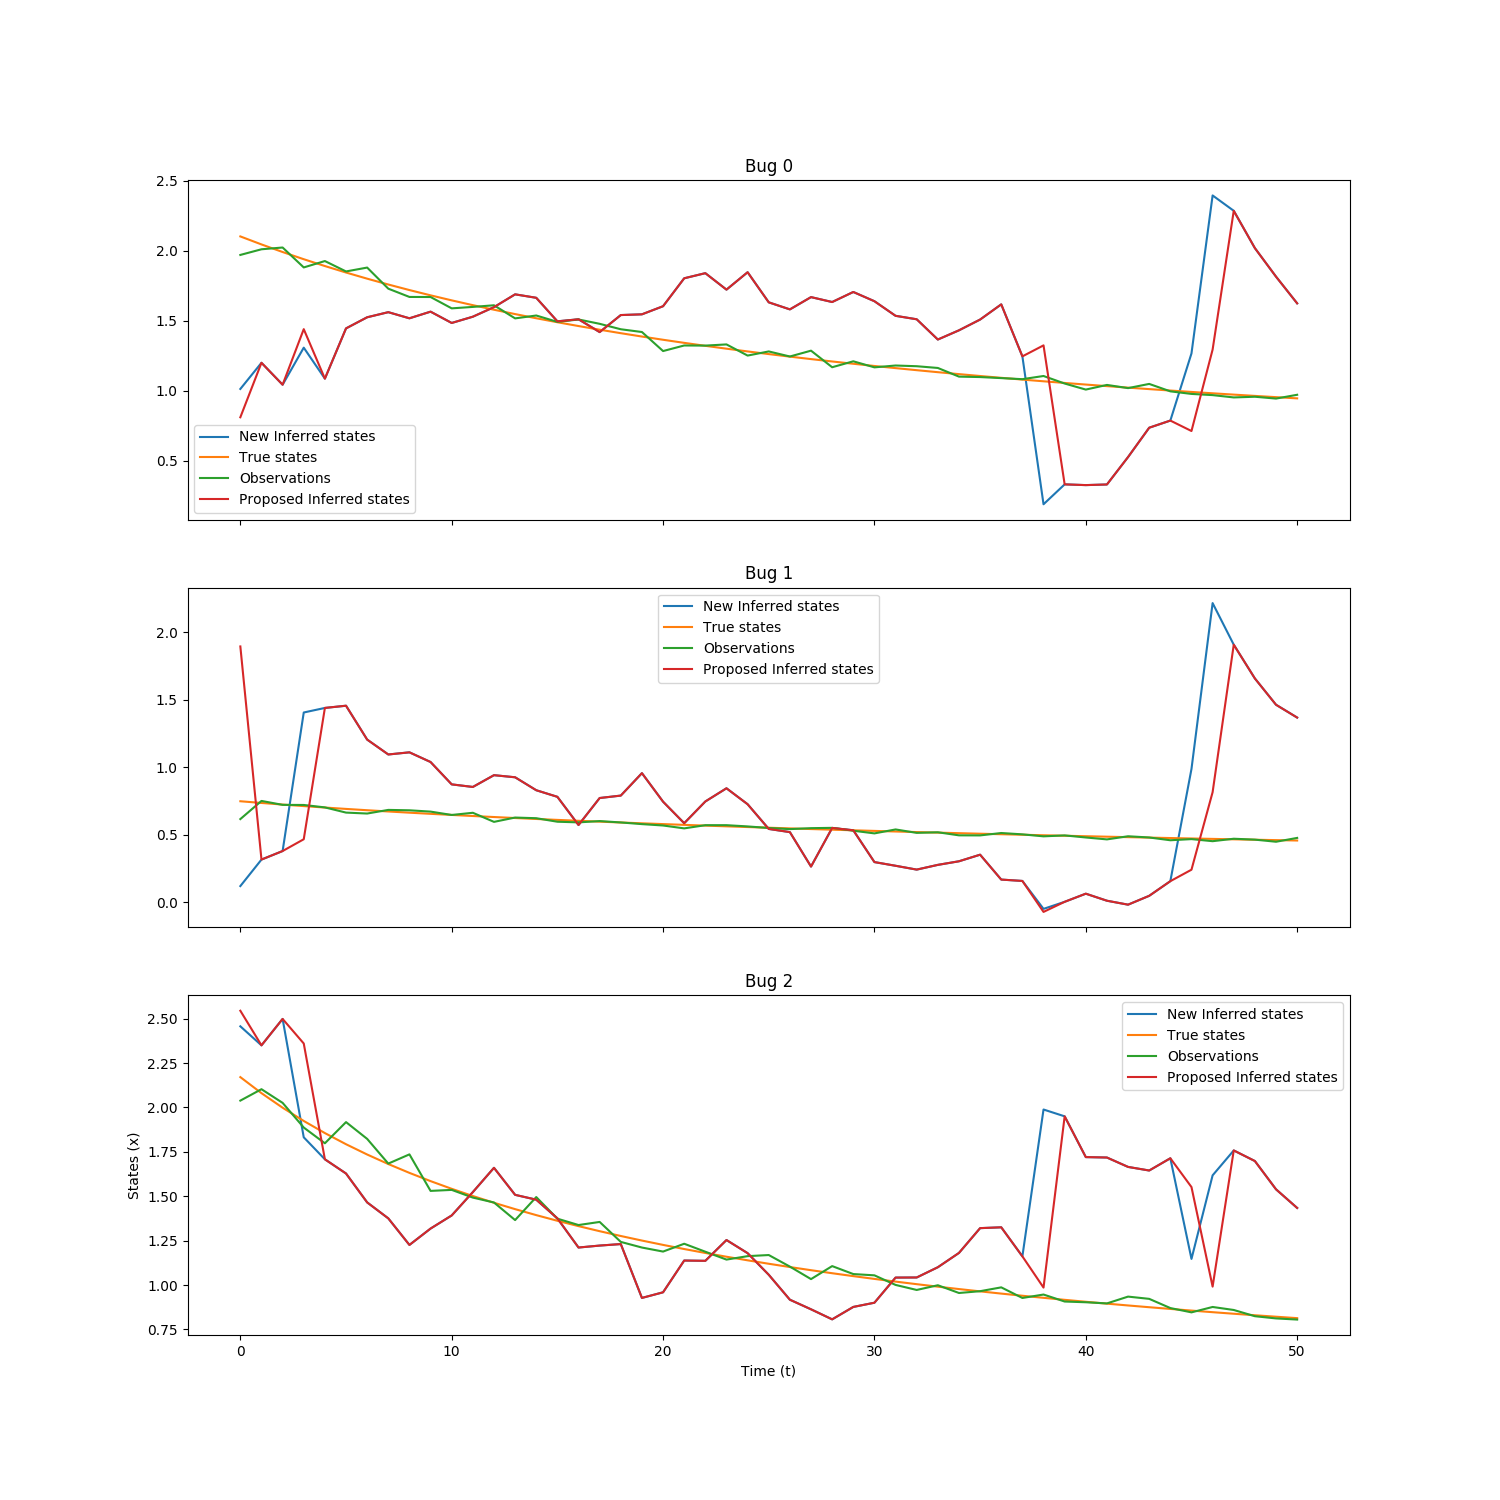 Bug 0
2.5
2.0
1.5
1.0
0.5
New Inferred states
True states
Observations
Proposed Inferred states
Bug 1
2.0
1.5
1.0
0.5
0.0
New Inferred states
True states
Observations
Proposed Inferred states
Bug 2
States (x)
2.50
2.25
2.00
1.75
1.50
1.25
1.00
0.75
New Inferred states
True states
Observations
Proposed Inferred states
0 10 20 30 40 50
Time (t)